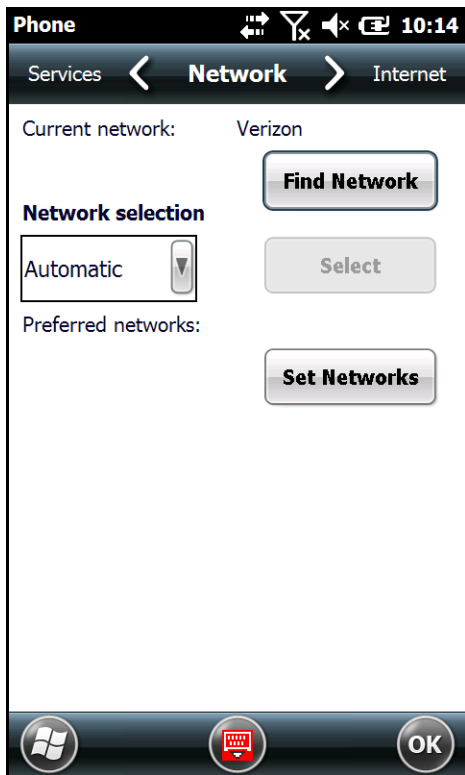 Phone 10:14
Services Network Internet
Current network: Verizon
Find Network
Network selection
Automatic Select
Preferred networks:
Set Networks
OK